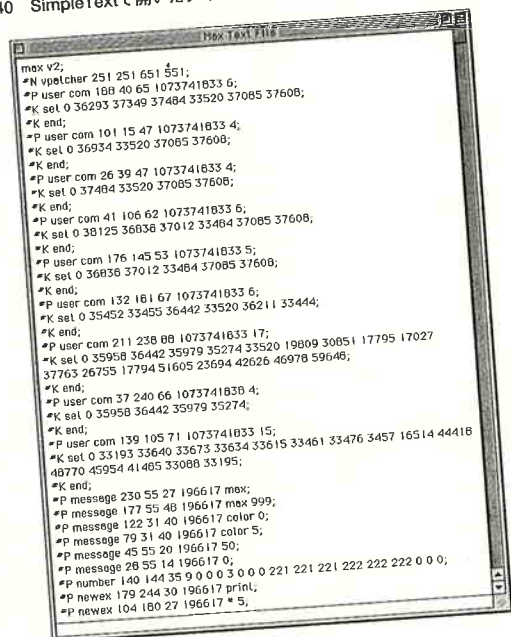 40 SimpleTextで開いた
Max Text File
max v2;
#N vpatcher 251 251 651 551;
#P user com 188 40 65 1073741833 6;
#K set 0 36293 37349 37484 33520 37085 37608;
#K end;
#P user com 101 15 47 1073741833 4;
#K set 0 36934 33520 37085 37608;
#K end;
#P user com 26 39 47 1073741833 4;
#K set 0 37484 33520 37085 37608;
#K end;
#P user com 41 106 62 1073741833 6;
#K set 0 38125 36838 37012 33484 37085 37608;
#K end;
#P user com 176 145 53 1073741833 5;
#K set 0 36838 37012 33484 37085 37608;
#K end;
#P user com 132 181 67 1073741833 6;
#K set 0 35452 33455 36442 33520 36211 33444;
#K end;
#P user com 211 238 88 1073741833 17;
#K set 0 35958 36442 35979 35274 33520 19809 30851 17795 17027
37763 26755 17794 51605 23694 42626 46978 59648;
#K end;
#P user com 37 240 66 1073741838 4;
#K set 0 35958 36442 35979 35274;
#K end;
#P user com 139 105 71 1073741833 15;
#K set 0 33193 33640 33673 33634 33615 33461 33476 3457 16514 44418
48770 45954 41485 33088 33195;
#K end;
#P message 230 55 27 196617 max;
#P message 177 55 48 196617 max 999;
#P message 122 31 40 196617 color 0;
#P message 79 31 40 196617 color 5;
#P message 45 55 20 196617 50;
#P message 28 55 14 196617 0;
#P number 140 144 35 9 0 0 0 3 0 0 0 221 221 221 222 222 222 0 0 0;
#P newex 179 244 30 196617 print;
#P newex 104 180 27 196617 * 5;